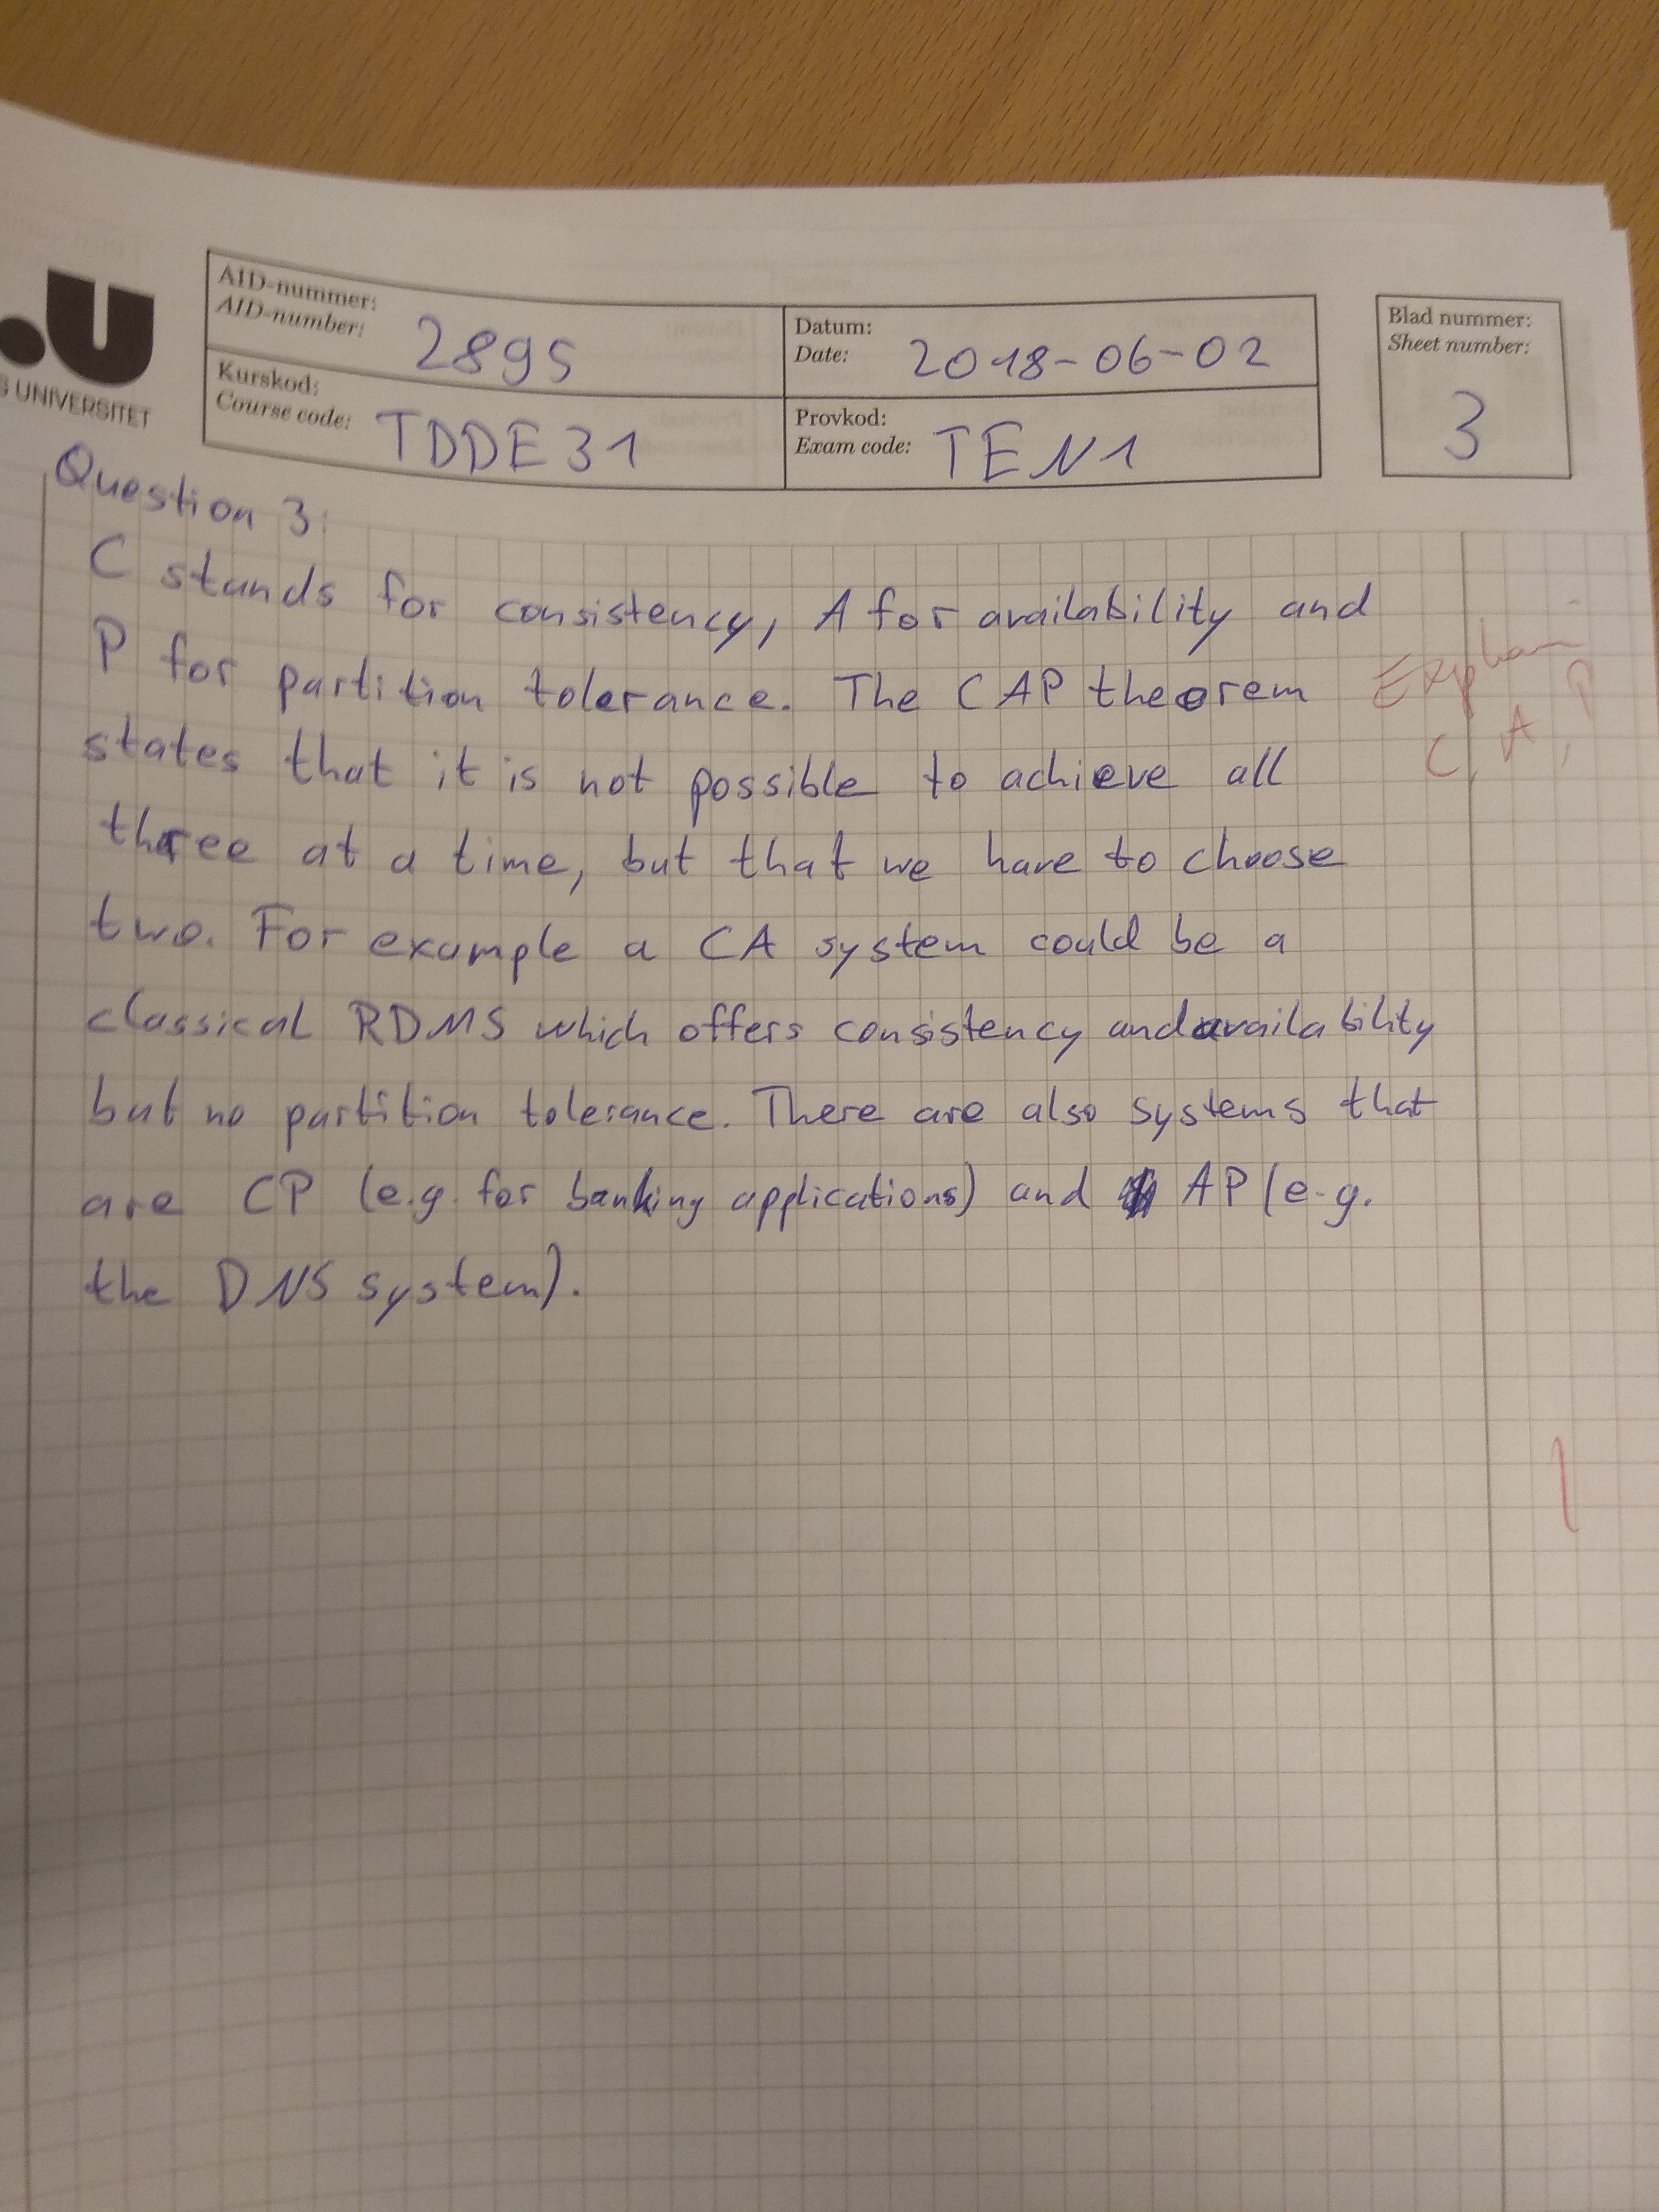 .U
S UNIVERSITET
AID-nummer:
AID-number:
2895
Datum:
Date:
2018-06-02
Blad nummer:
Sheet number:
3
Kurskod:
Course code:
TDDE31
Provkod:
Exam code:
TEN1
Question 3:
C stands for consistency, A for availability and
P for partition tolerance. The CAP theorem
Explain
C, A, P
states that it is not possible to achieve all
three at a time, but that we have to choose
two. For example a CA system could be a
classical RDMS which offers consistency and availability
but no partition tolerance. There are also systems that
are CP (e.g. for banking applications) and AP (e.g.
the DNS system).
1